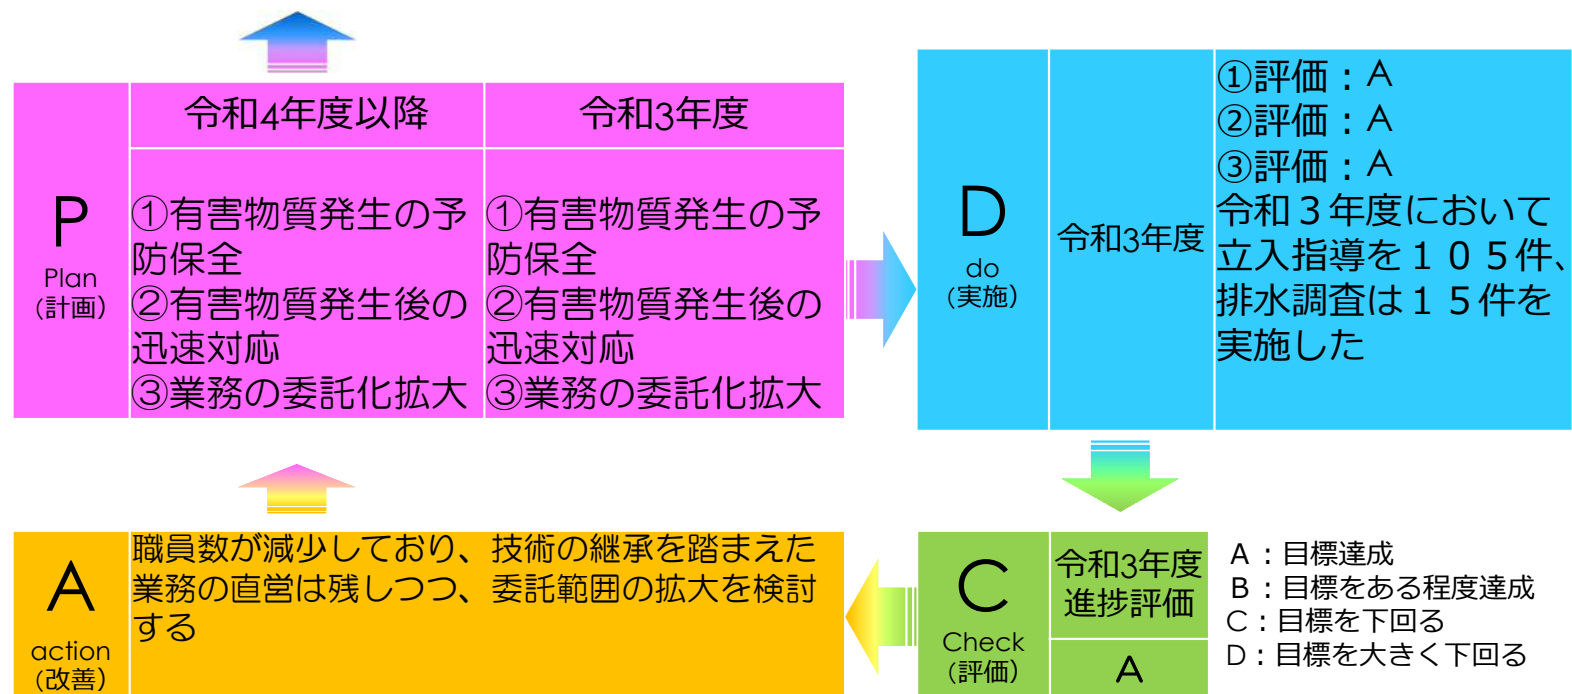 P
Plan
(計画)
令和4年度以降
①有害物質発生の予
防保全
②有害物質発生後の
迅速対応
③業務の委託化拡大
令和3年度
①有害物質発生の予
防保全
②有害物質発生後の
迅速対応
③業務の委託化拡大
D
do
(実施)
令和3年度
①評価：A
②評価：A
③評価：A
令和３年度において
立入指導を１０５件、
排水調査は１５件を
実施した
C
Check
(評価)
令和3年度
進捗評価
A
A：目標達成
B：目標をある程度達成
C：目標を下回る
D：目標を大きく下回る
A
action
(改善)
職員数が減少しており、技術の継承を踏まえた
業務の直営は残しつつ、委託範囲の拡大を検討
する